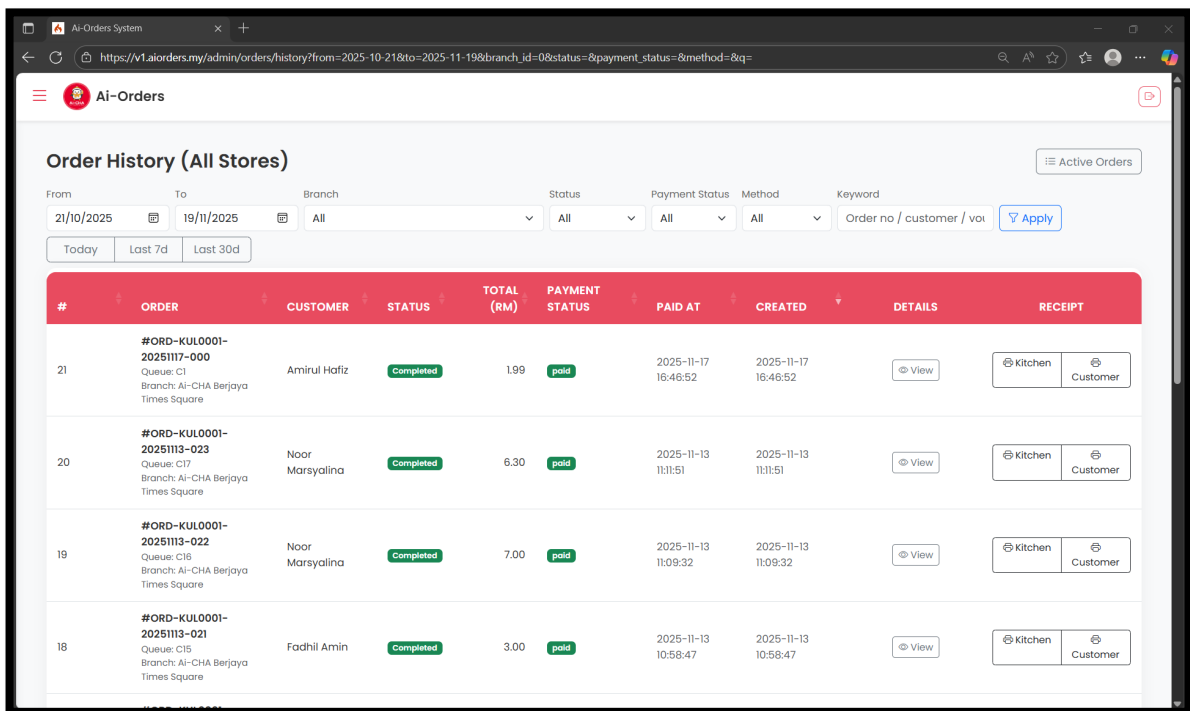 Ai-Orders System
https://v1.aiorders.my/admin/orders/history?from=2025-10-21&to=2025-11-19&branch_id=0&status=&payment_status=&method=&q=
Ai-Orders
Order History (All Stores)
Active Orders
From To Branch Status Payment Status Method Keyword
21/10/2025 19/11/2025 All All All All Order no / customer / vou Apply
Today Last 7d Last 30d
# ORDER CUSTOMER STATUS TOTAL (RM) PAYMENT STATUS PAID AT CREATED DETAILS RECEIPT
#ORD-KUL0001-
20251117-000
Queue: C1
Branch: Ai-CHA Berjaya
Times Square
21 Amirul Hafiz Completed 1.99 paid 2025-11-17 16:46:52 2025-11-17 16:46:52 View Kitchen Customer
#ORD-KUL0001-
20251113-023
Queue: C17
Branch: Ai-CHA Berjaya
Times Square
20 Noor Marsyalina Completed 6.30 paid 2025-11-13 11:11:51 2025-11-13 11:11:51 View Kitchen Customer
#ORD-KUL0001-
20251113-022
Queue: C16
Branch: Ai-CHA Berjaya
Times Square
19 Noor Marsyalina Completed 7.00 paid 2025-11-13 11:09:32 2025-11-13 11:09:32 View Kitchen Customer
#ORD-KUL0001-
20251113-021
Queue: C15
Branch: Ai-CHA Berjaya
Times Square
18 Fadhil Amin Completed 3.00 paid 2025-11-13 10:58:47 2025-11-13 10:58:47 View Kitchen Customer